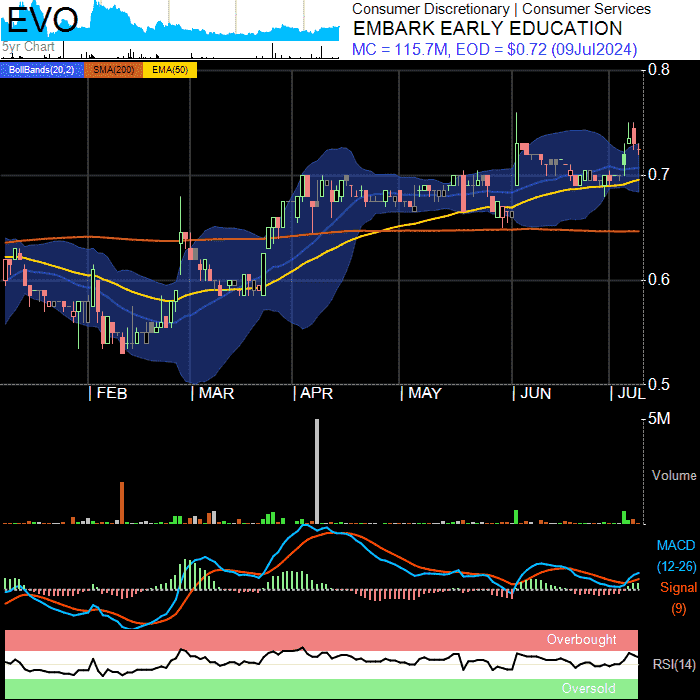 EVO
5yr Chart
Consumer Discretionary | Consumer Services
EMBARK EARLY EDUCATION
MC = 115.7M, EOD = $0.72 (09Jul2024)
BollBands(20,2) SMA(200) EMA(50)
0.8
0.7
0.6
0.5
| FEB | MAR | APR | MAY | JUN | JUL
5M
Volume
MACD
(12-26)
Signal
(9)
Overbought
RSI(14)
Oversold